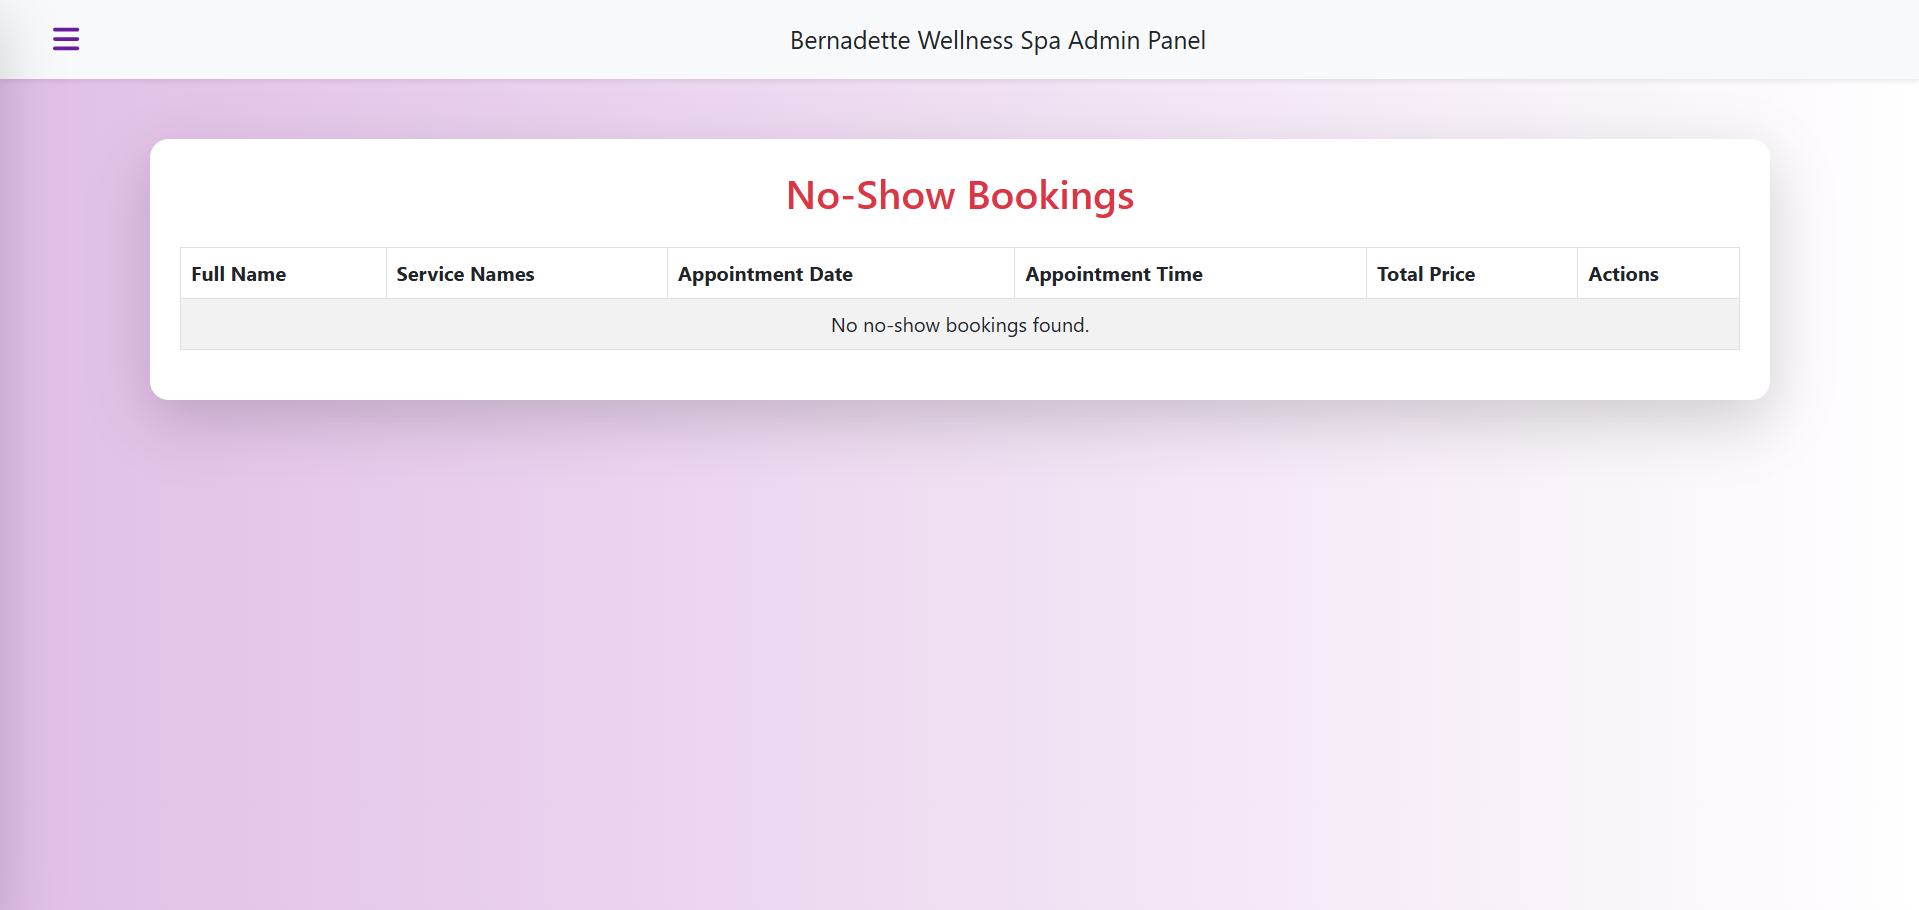 Bernadette Wellness Spa Admin Panel
No-Show Bookings
Full Name Service Names Appointment Date Appointment Time Total Price Actions
No no-show bookings found.